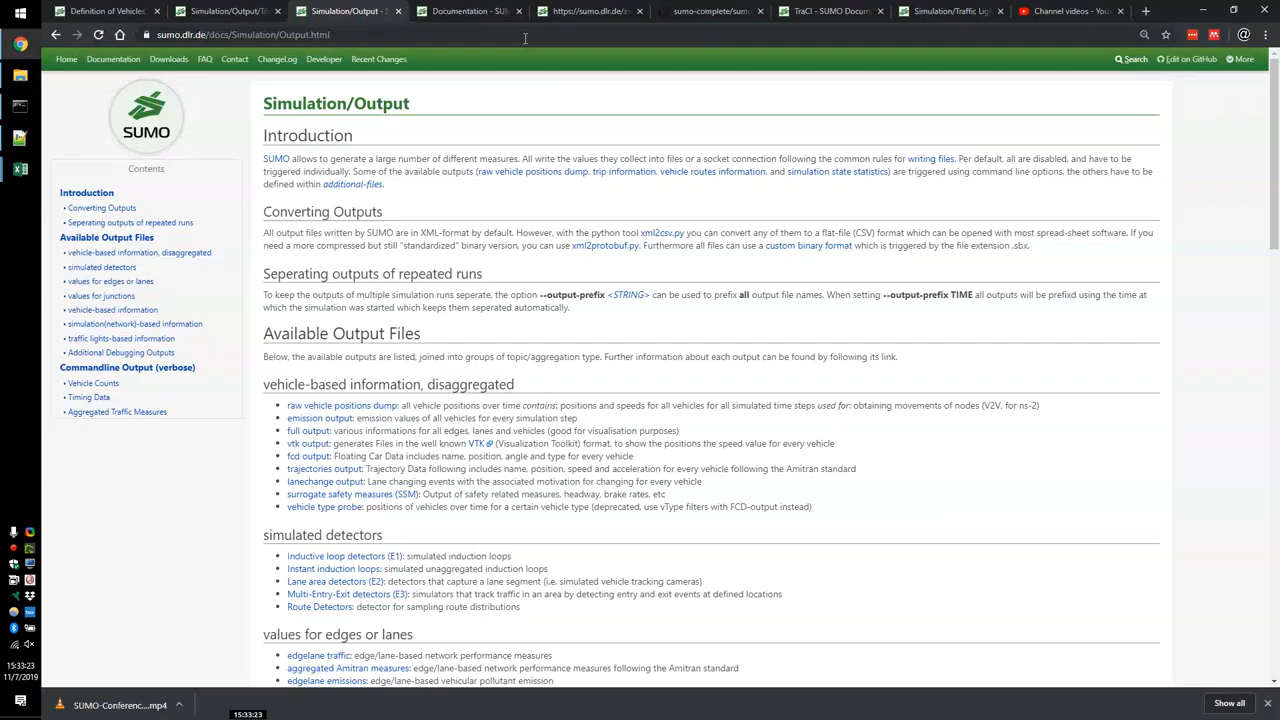 Definition of Vehicles
Simulation/Output/Tr
Simulation/Output - S
Documentation - SU
https://sumo.dlr.de/x
sumo-complete/sumo
TraCI - SUMO Docum
Simulation/Traffic Lig
Channel videos - You
sumo.dlr.de/docs/Simulation/Output.html
Home Documentation Downloads FAQ Contact ChangeLog Developer Recent Changes
Search Edit on GitHub More
SUMO
Contents
Introduction
• Converting Outputs
• Seperating outputs of repeated runs
Available Output Files
• vehicle-based information, disaggregated
• simulated detectors
• values for edges or lanes
• values for junctions
• vehicle-based information
• simulation(network)-based information
• traffic lights-based information
• Additional Debugging Outputs
Commandline Output (verbose)
• Vehicle Counts
• Timing Data
• Aggregated Traffic Measures
Simulation/Output
Introduction
SUMO allows to generate a large number of different measures. All write the values they collect into files or a socket connection following the common rules for writing files. Per default, all are disabled, and have to be
triggered individually. Some of the available outputs (raw vehicle positions dump, trip information, vehicle routes information, and simulation state statistics) are triggered using command line options, the others have to be
defined within additional-files.
Converting Outputs
All output files written by SUMO are in XML-format by default. However, with the python tool xml2csv.py you can convert any of them to a flat-file (CSV) format which can be opened with most spread-sheet software. If you
need a more compressed but still "standardized" binary version, you can use xml2protobuf.py. Furthermore all files can use a custom binary format which is triggered by the file extension .sbx.
Seperating outputs of repeated runs
To keep the outputs of multiple simulation runs seperate, the option --output-prefix <STRING> can be used to prefix all output file names. When setting --output-prefix TIME all outputs will be prefixd using the time at
which the simulation was started which keeps them seperated automatically.
Available Output Files
Below, the available outputs are listed, joined into groups of topic/aggregation type. Further information about each output can be found by following its link.
vehicle-based information, disaggregated
• raw vehicle positions dump: all vehicle positions over time contains: positions and speeds for all vehicles for all simulated time steps used for: obtaining movements of nodes (V2V, for ns-2)
• emission output: emission values of all vehicles for every simulation step
• full output: various informations for all edges, lanes and vehicles (good for visualisation purposes)
• vtk output: generates Files in the well known VTK (Visualization Toolkit) format, to show the positions the speed value for every vehicle
• fcd output: Floating Car Data includes name, position, angle and type for every vehicle
• trajectories output: Trajectory Data following includes name, position, speed and acceleration for every vehicle following the Amitran standard
• lanechange output: Lane changing events with the associated motivation for changing for every vehicle
• surrogate safety measures (SSM): Output of safety related measures, headway, brake rates, etc
• vehicle type probe: positions of vehicles over time for a certain vehicle type (deprecated, use vType filters with FCD-output instead)
simulated detectors
• Inductive loop detectors (E1): simulated induction loops
• Instant induction loops: simulated unaggregated induction loops
• Lane area detectors (E2): detectors that capture a lane segment (i.e. simulated vehicle tracking cameras)
• Multi-Entry-Exit detectors (E3): simulators that track traffic in an area by detecting entry and exit events at defined locations
• Route Detectors: detector for sampling route distributions
values for edges or lanes
• edgelane traffic: edge/lane-based network performance measures
• aggregated Amitran measures: edge/lane-based network performance measures following the Amitran standard
• edgelane emissions: edge/lane-based vehicular pollutant emission
15:33:23
11/7/2019
SUMO-Conferenc....mp4
15:33:23
Show all